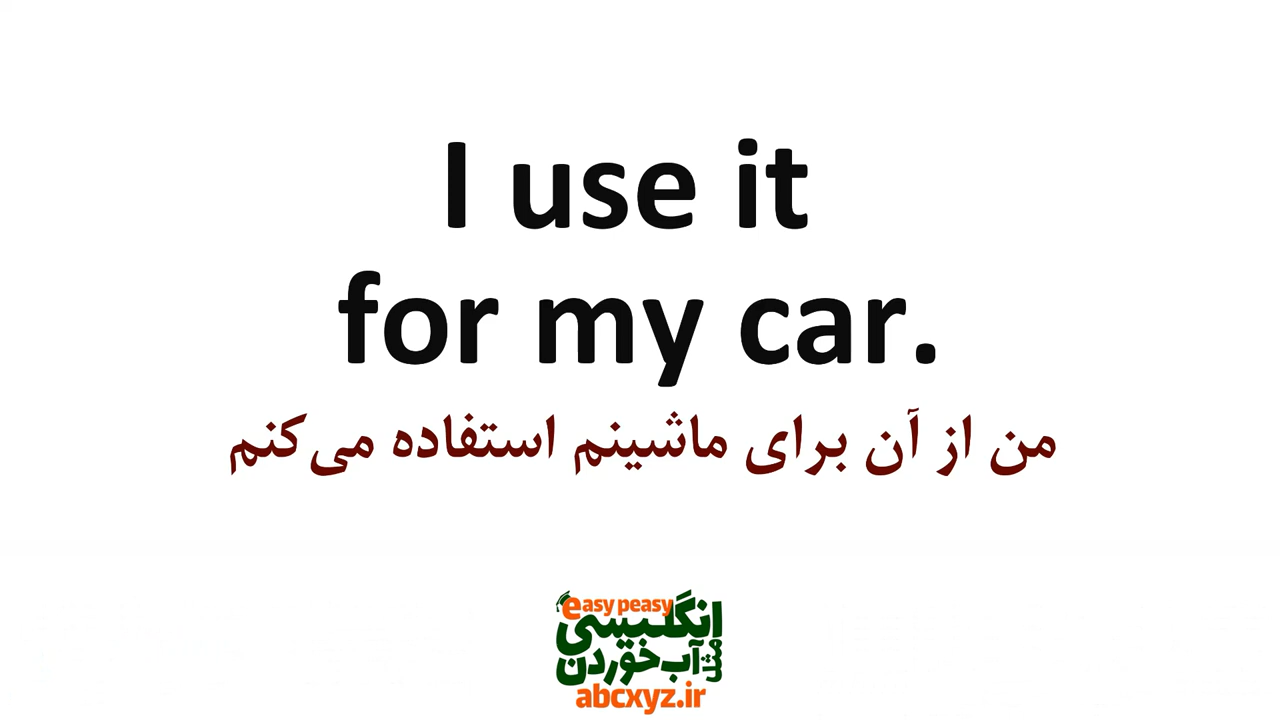 I use it
for my car.
من از آن برای ماشینم استفاده می‌کنم
easy peasy
انگلیسی
مثل آب خوردن
abcxyz.ir